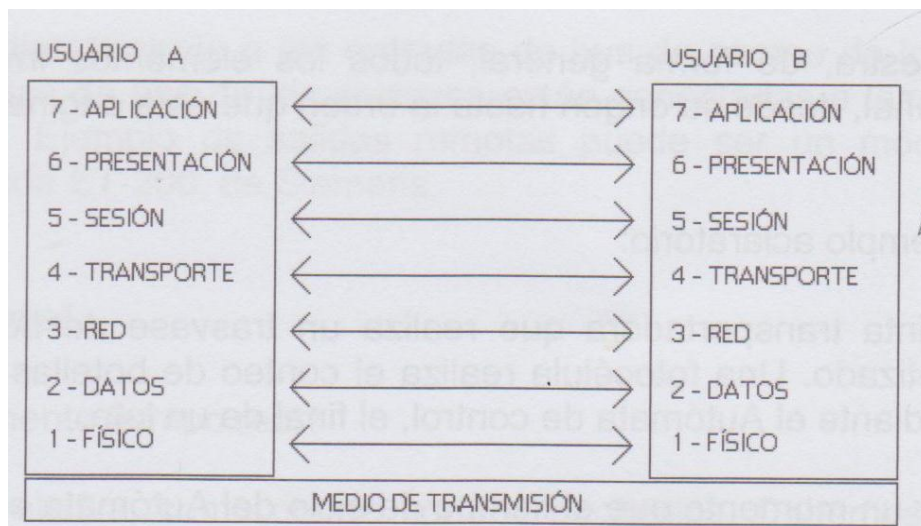 USUARIO A
7 - APLICACIÓN
6 - PRESENTACIÓN
5 - SESIÓN
4 - TRANSPORTE
3 - RED
2 - DATOS
1 - FÍSICO
USUARIO B
7 - APLICACIÓN
6 - PRESENTACIÓN
5 - SESIÓN
4 - TRANSPORTE
3 - RED
2 - DATOS
1 - FÍSICO
MEDIO DE TRANSMISIÓN